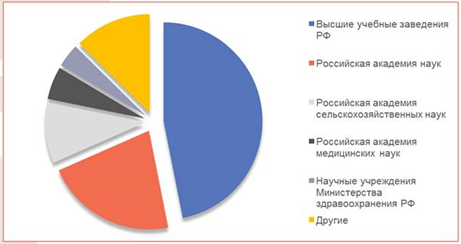 Высшие учебные заведения
РФ
Российская академия наук
Российская академия
сельскохозяйственных наук
Российская академия
медицинских наук
Научные учреждения
Министерства
здравоохранения РФ
Другие